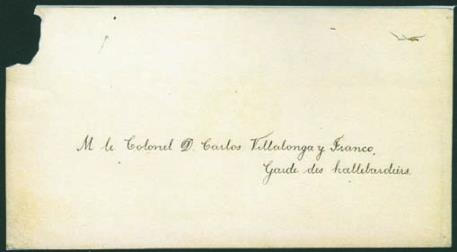 M le Colonel D. Carlos Villalonga y Franco,
Garde des hallebardiers.